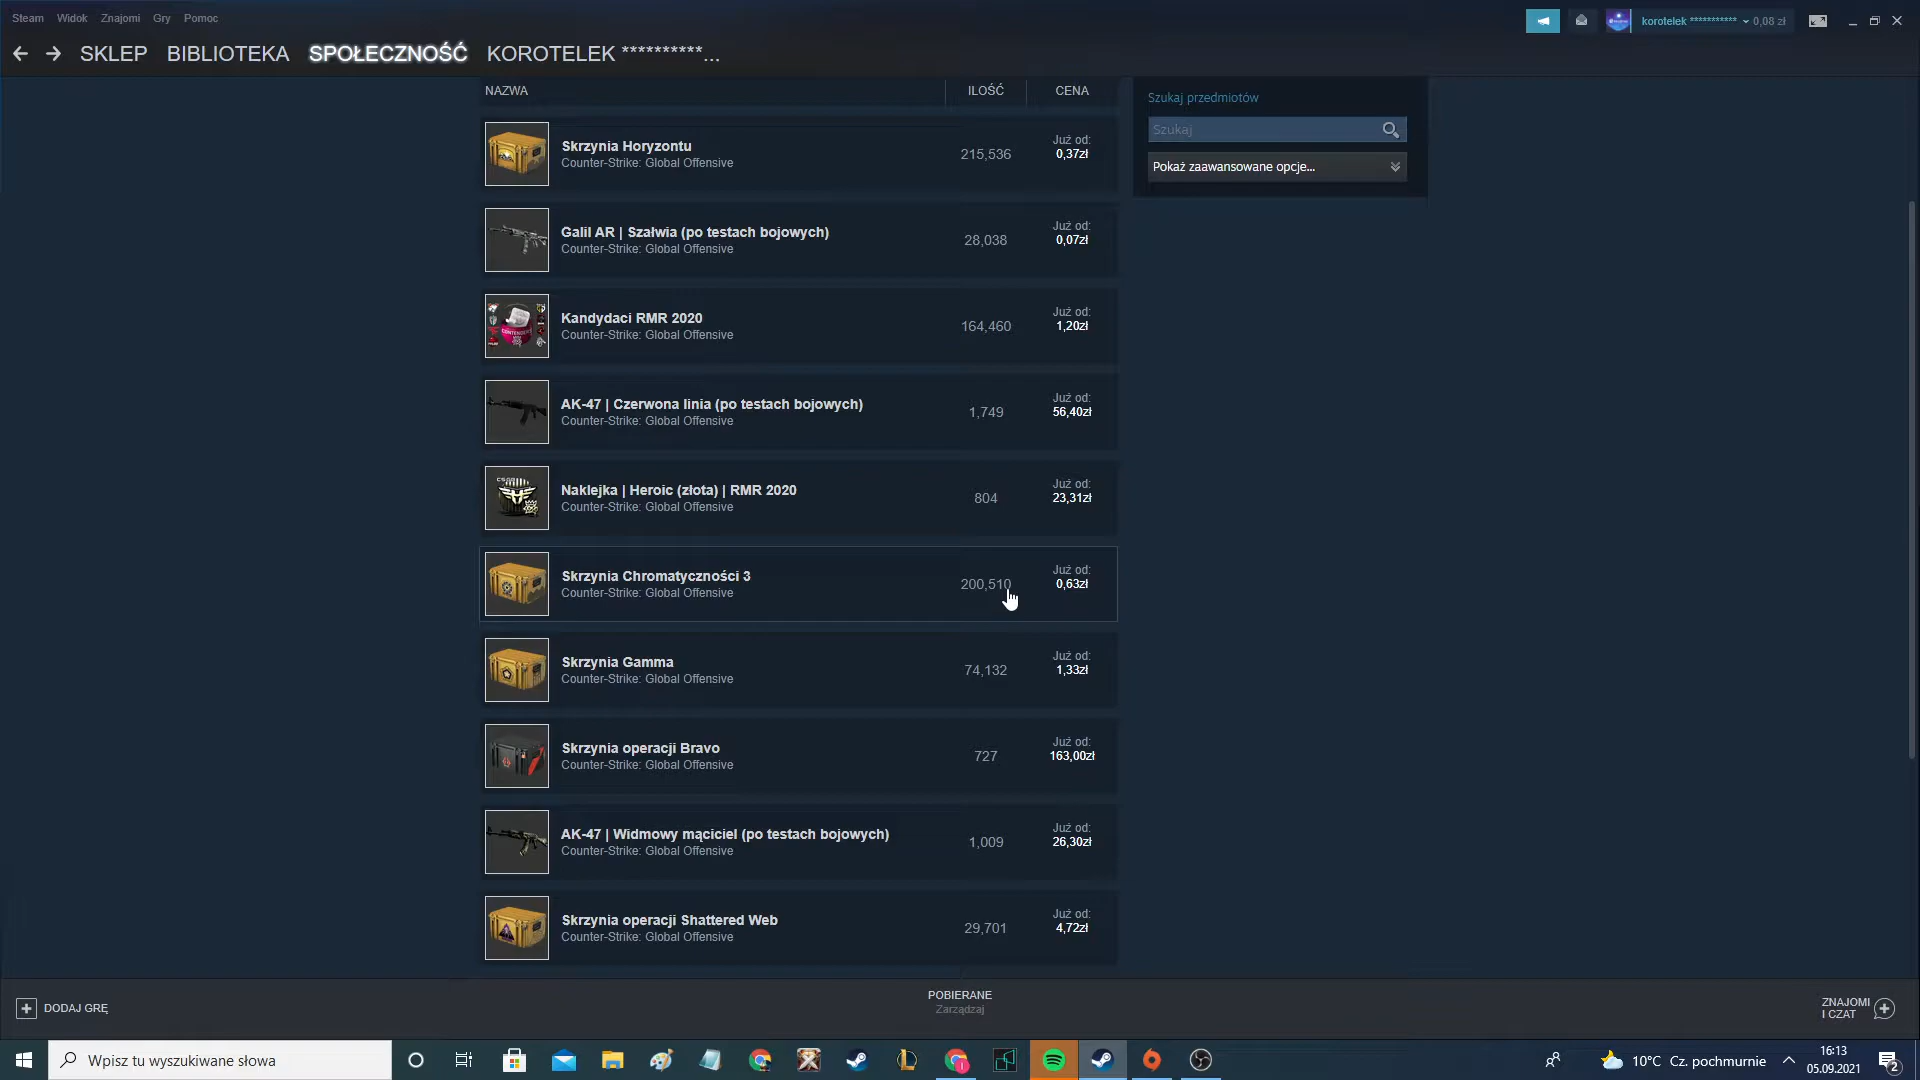 Steam Widok Znajomi Gry Pomoc
korotelek *********** 0,08 zł
SKLEP BIBLIOTEKA SPOŁECZNOŚĆ KOROTELEK **********...
NAZWA ILOŚĆ CENA
Szukaj przedmiotów
Szukaj
Pokaż zaawansowane opcje...
Skrzynia Horyzontu
Counter-Strike: Global Offensive
215,536
Już od:
0,37zł
Galil AR | Szałwia (po testach bojowych)
Counter-Strike: Global Offensive
28,038
Już od:
0,07zł
Kandydaci RMR 2020
Counter-Strike: Global Offensive
164,460
Już od:
1,20zł
AK-47 | Czerwona linia (po testach bojowych)
Counter-Strike: Global Offensive
1,749
Już od:
56,40zł
Naklejka | Heroic (złota) | RMR 2020
Counter-Strike: Global Offensive
804
Już od:
23,31zł
Skrzynia Chromatyczności 3
Counter-Strike: Global Offensive
200,510
Już od:
0,63zł
Skrzynia Gamma
Counter-Strike: Global Offensive
74,132
Już od:
1,33zł
Skrzynia operacji Bravo
Counter-Strike: Global Offensive
727
Już od:
163,00zł
AK-47 | Widmowy mąciciel (po testach bojowych)
Counter-Strike: Global Offensive
1,009
Już od:
26,30zł
Skrzynia operacji Shattered Web
Counter-Strike: Global Offensive
29,701
Już od:
4,72zł
DODAJ GRĘ
POBIERANE
Zarządzaj
ZNAJOMI
I CZAT
Wpisz tu wyszukiwane słowa
10°C Cz. pochmurnie
16:13
05.09.2021
2